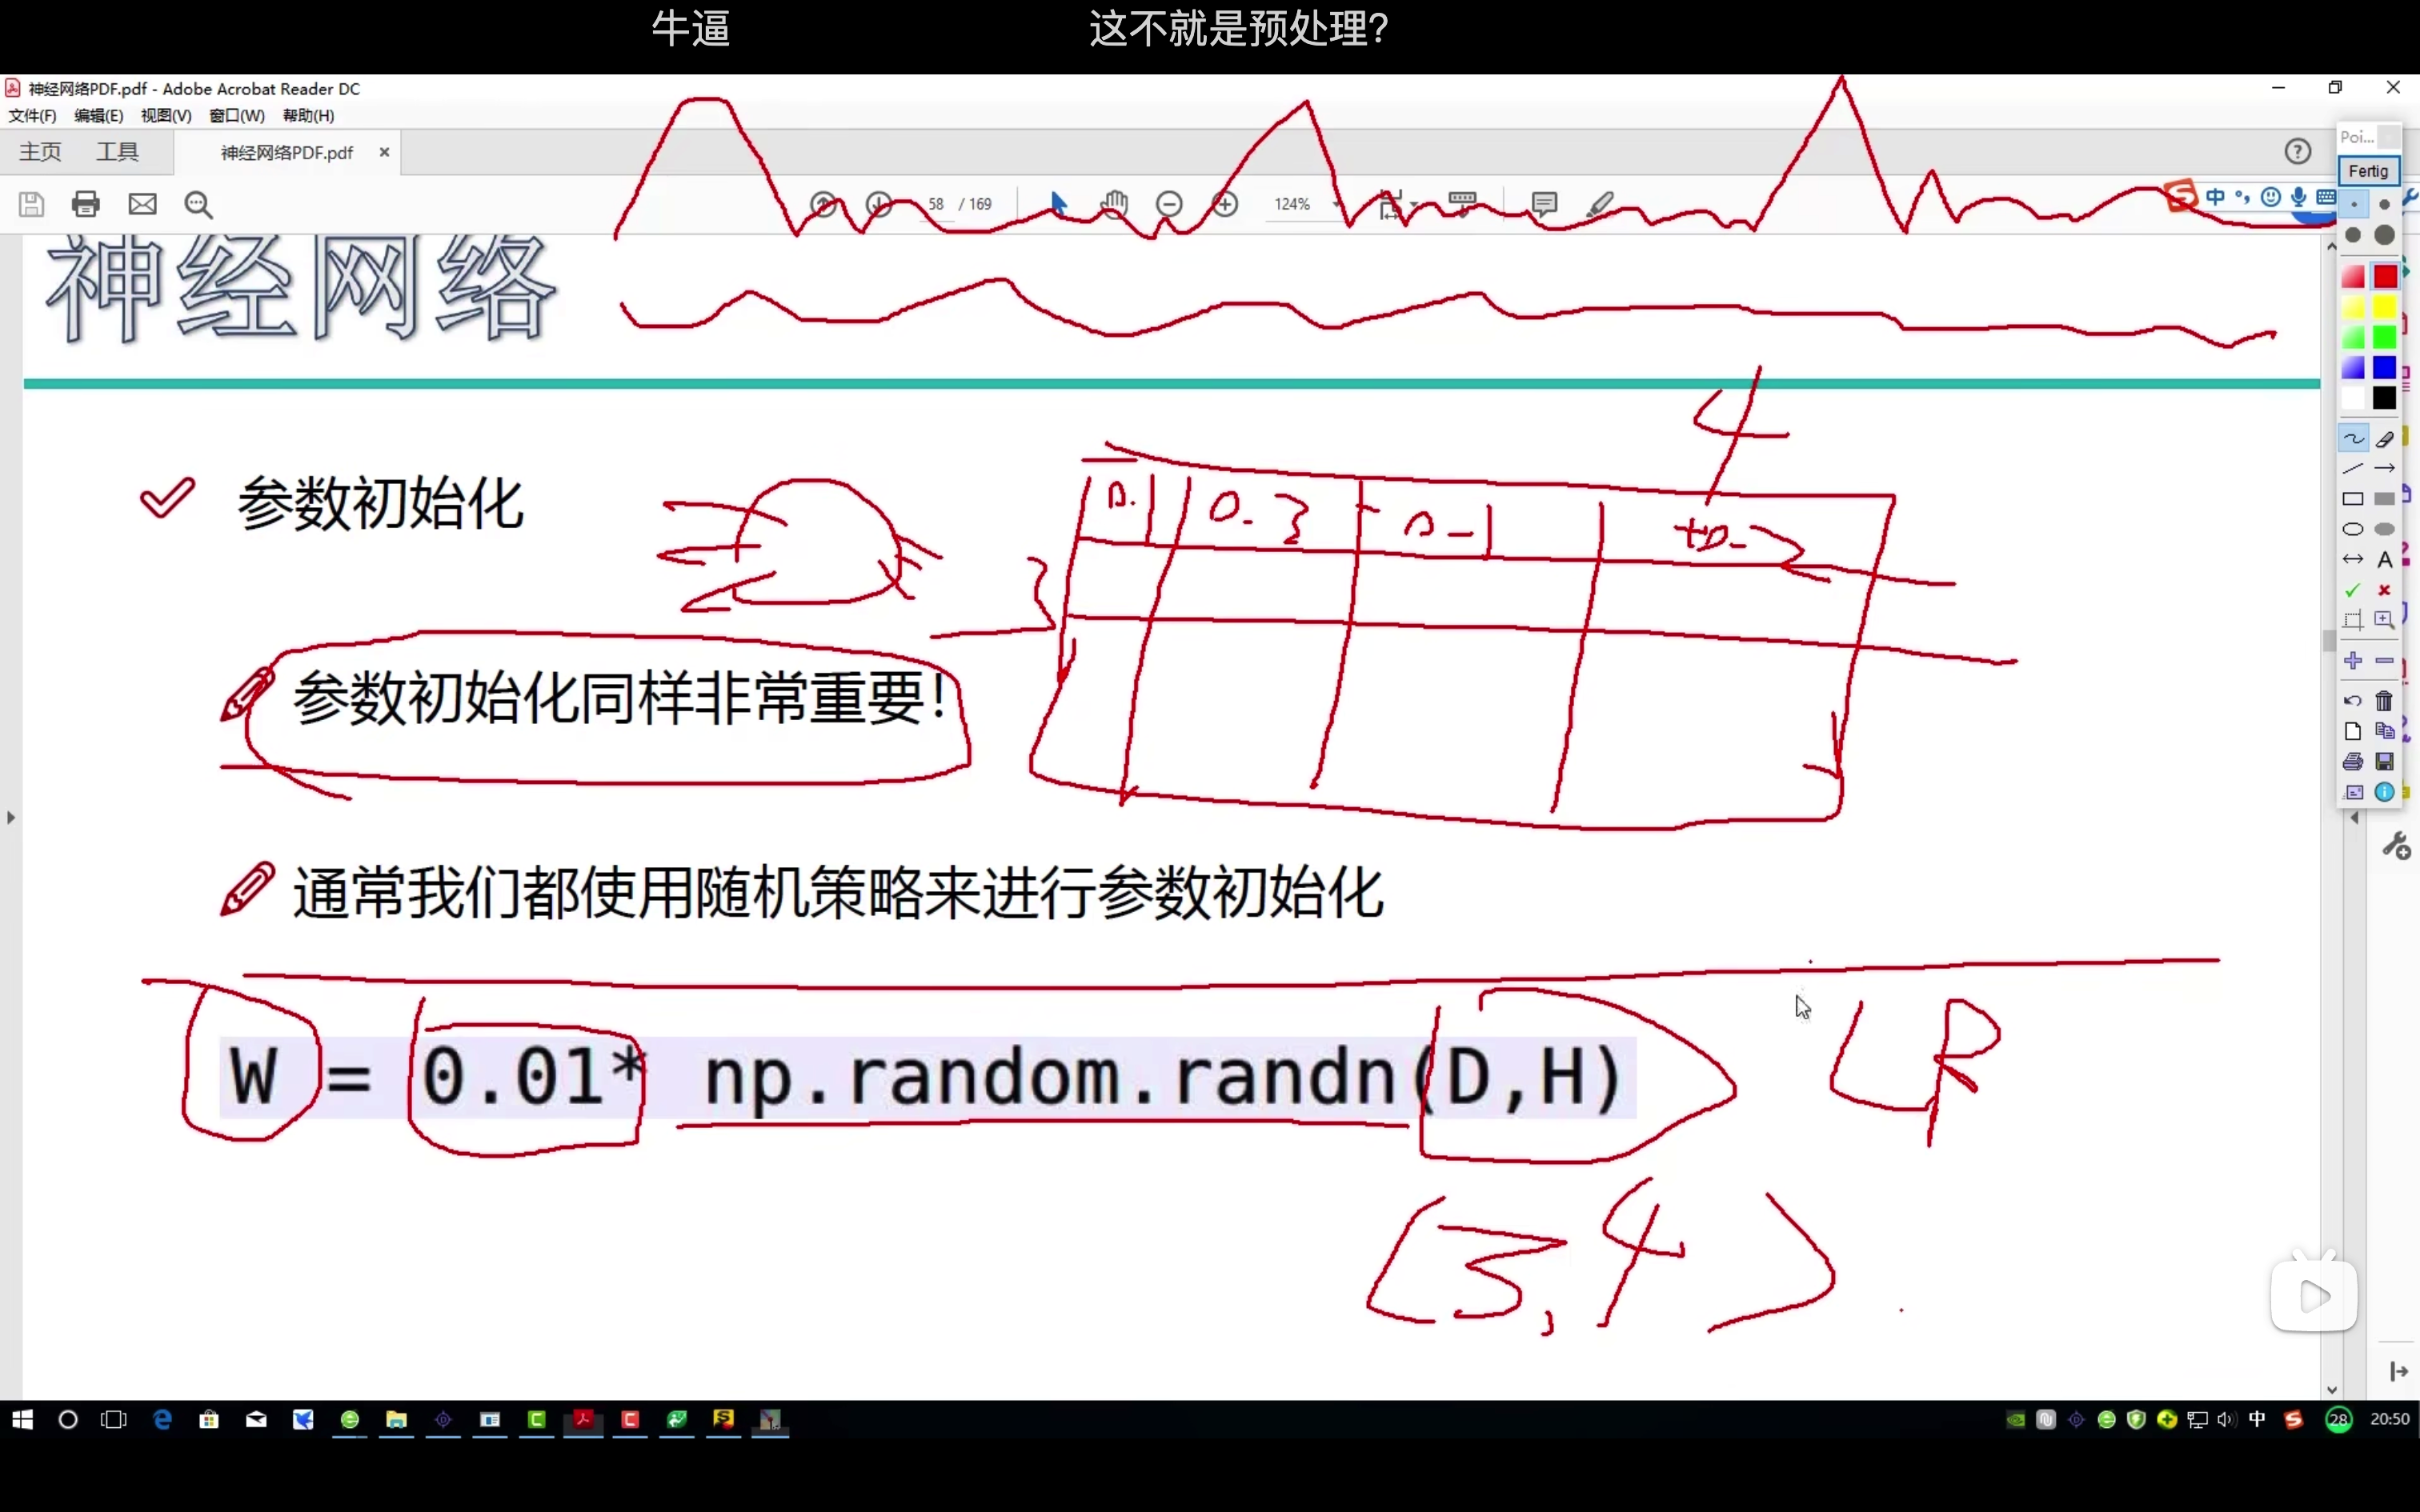 牛逼 这不就是预处理?
神经网络PDF.pdf - Adobe Acrobat Reader DC
文件(F) 编辑(E) 视图(V) 窗口(W) 帮助(H)
主页 工具 神经网络PDF.pdf
58 / 169 124%
Poi...
Fertig
中
神经网络
4
参数初始化
0.1 0.3 -0.1 +0.2
3
参数初始化同样非常重要!
通常我们都使用随机策略来进行参数初始化
W = 0.01* np.random.randn(D,H)
LR
(3,4)
中 28 20:50